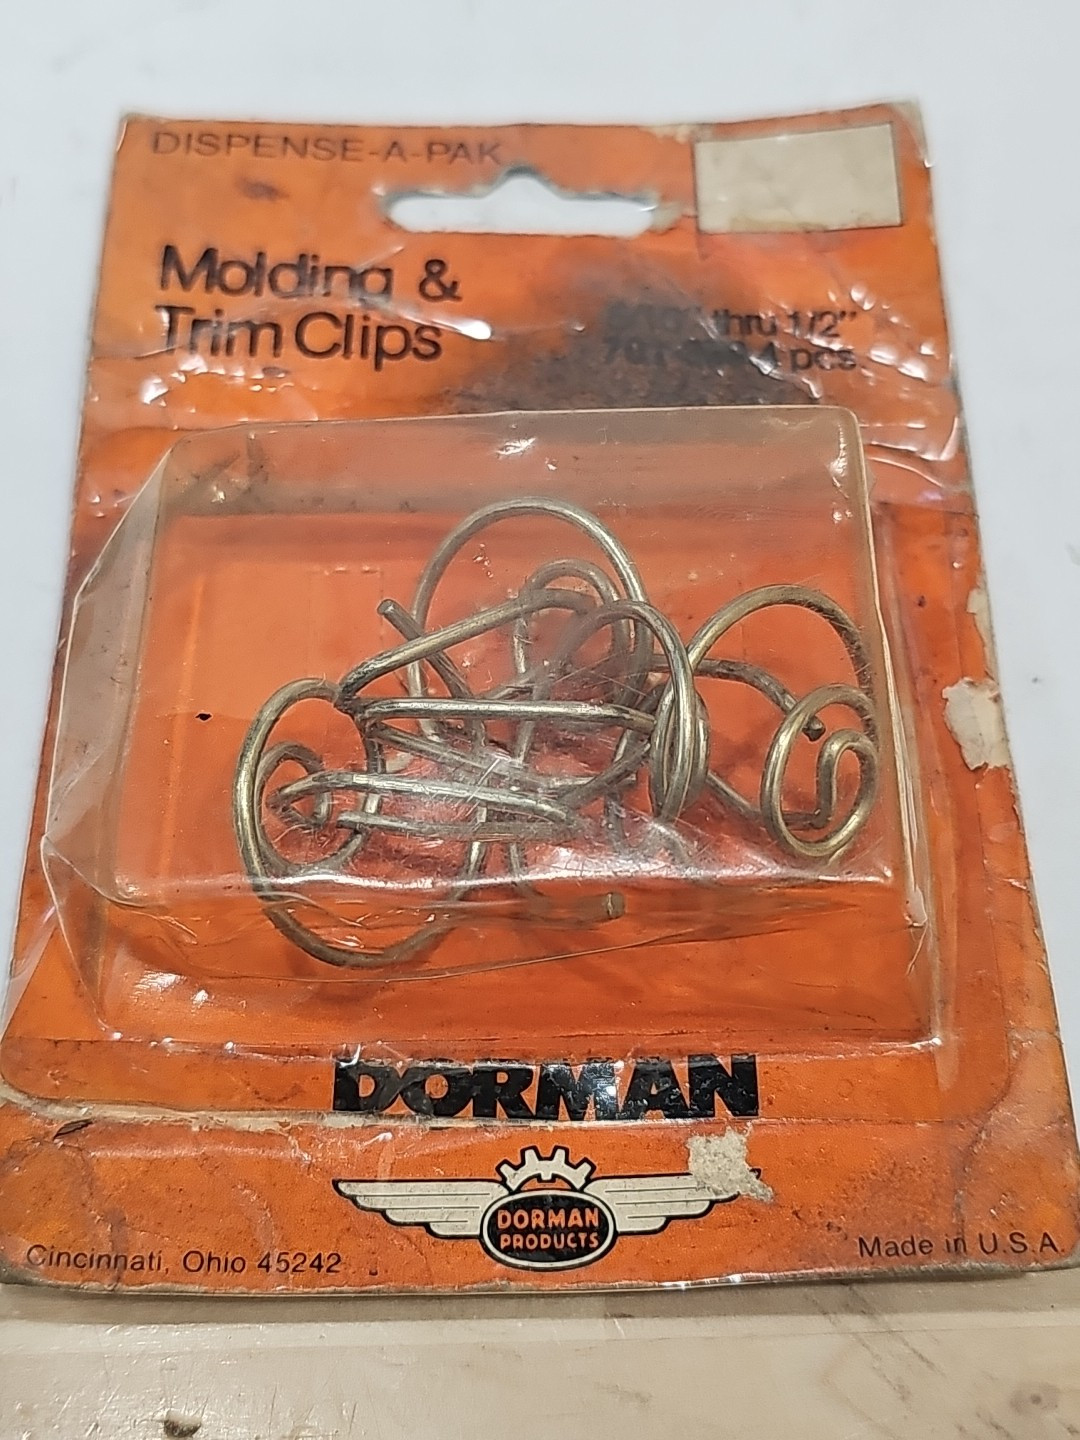 DISPENSE-A-PAK
Molding &
Trim Clips
thru 1/2"
4 pcs.
DORMAN
DORMAN
PRODUCTS
Cincinnati, Ohio 45242
Made in U.S.A.